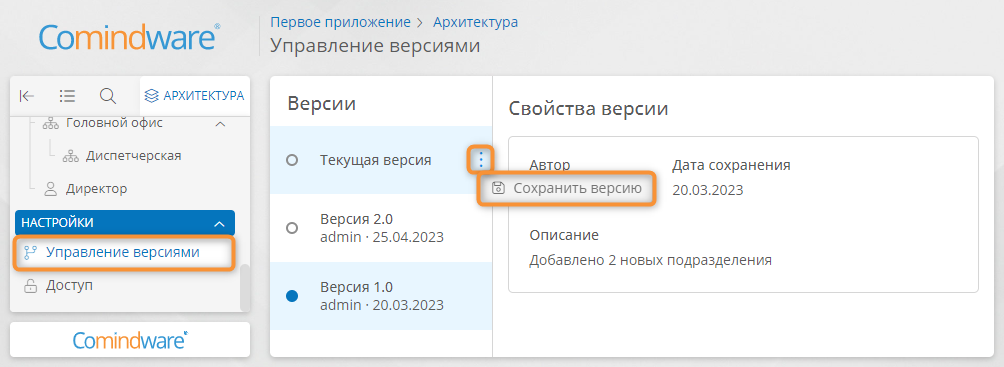 Comindware®
Первое приложение > Архитектура
Управление версиями
АРХИТЕКТУРА
Головной офис
Диспетчерская
Директор
НАСТРОЙКИ
Управление версиями
Доступ
Comindware®
Версии
Текущая версия
Версия 2.0
admin · 25.04.2023
Версия 1.0
admin · 20.03.2023
Свойства версии
Автор Дата сохранения
Сохранить версию 20.03.2023
Описание
Добавлено 2 новых подразделения